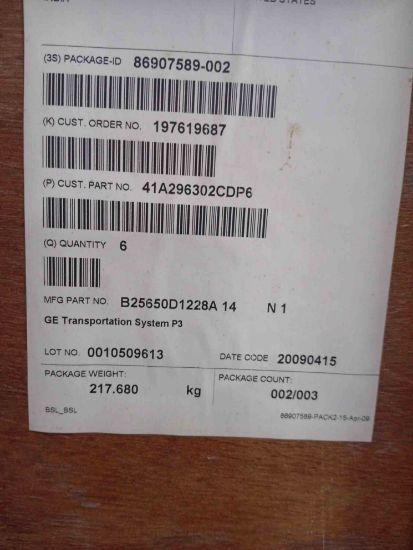 INDIA
(3S) PACKAGE-ID 86907589-002
(K) CUST. ORDER NO. 197619687
(P) CUST. PART NO. 41A296302CDP6
(Q) QUANTITY 6
MFG PART NO. B25650D1228A 14 N 1
GE Transportation System P3
LOT NO. 0010509613 DATE CODE 20090415
PACKAGE WEIGHT: PACKAGE COUNT:
217.680 kg 002/003
BSL_BSL 86907589-PACK2-15-Apr-09